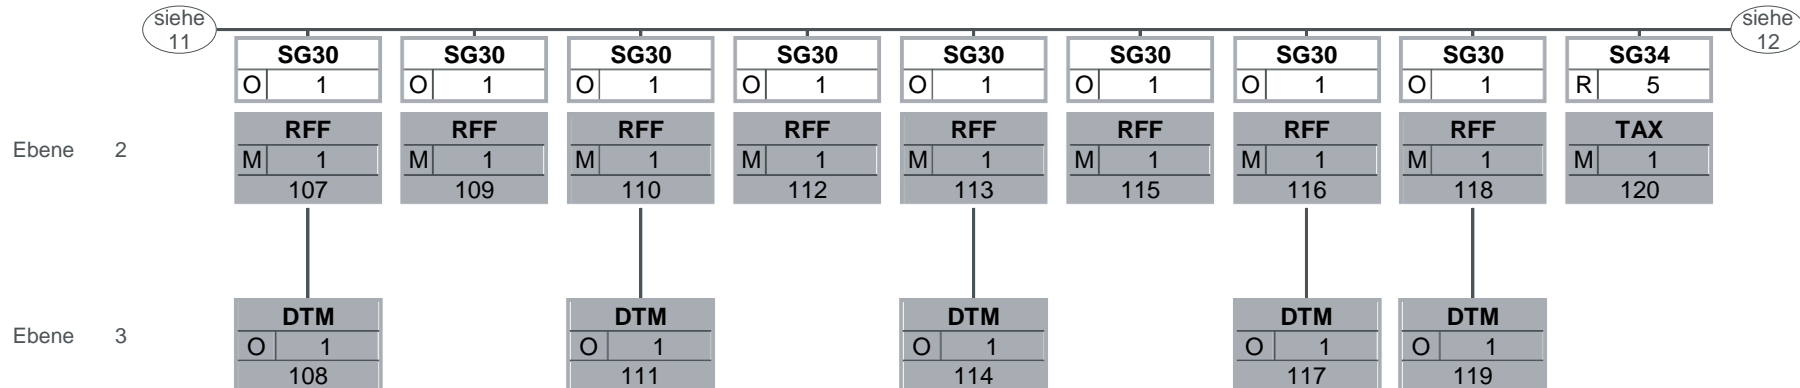 siehe siehe
11 12
SG30 SG30 SG30 SG30 SG30 SG30 SG30 SG30 SG34
O 1 O 1 O 1 O 1 O 1 O 1 O 1 O 1 R 5
RFF RFF RFF RFF RFF RFF RFF RFF TAX
Ebene 2 M 1 M 1 M 1 M 1 M 1 M 1 M 1 M 1 M 1
107 109 110 112 113 115 116 118 120
DTM DTM DTM DTM DTM
Ebene 3 O 1 O 1 O 1 O 1 O 1
108 111 114 117 119